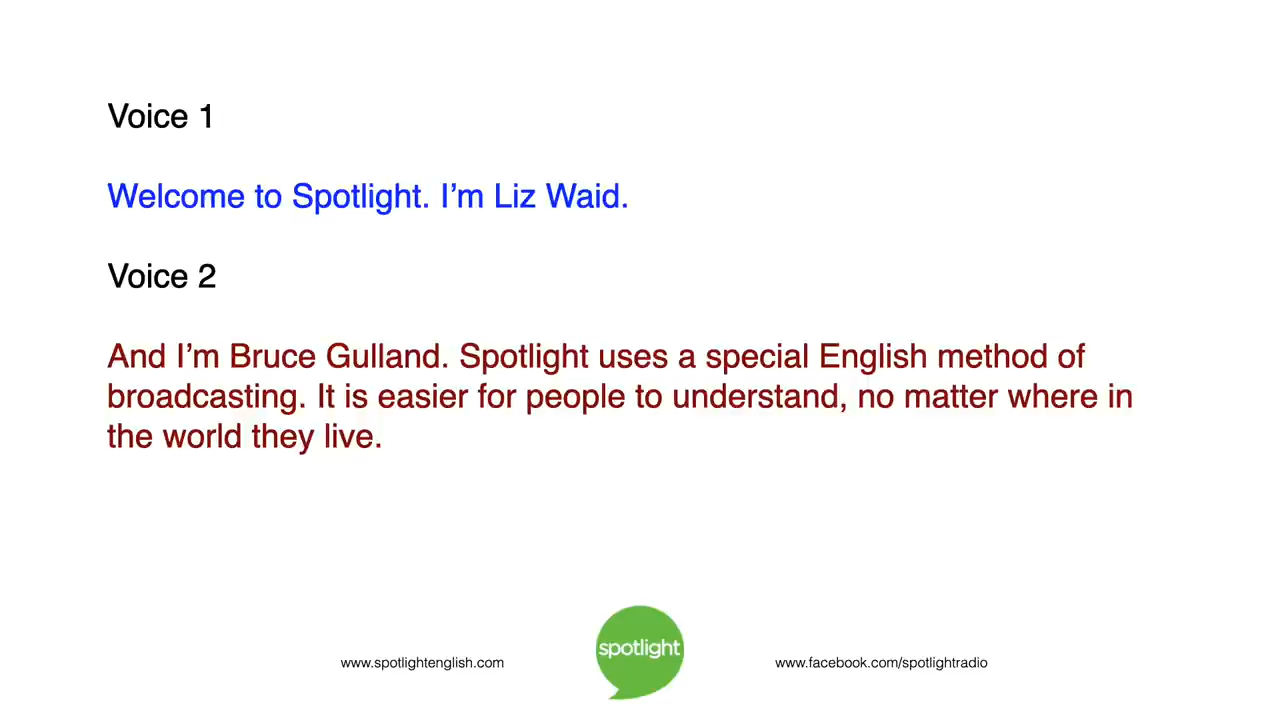 Voice 1
Welcome to Spotlight. I’m Liz Waid.
Voice 2
And I’m Bruce Gulland. Spotlight uses a special English method of
broadcasting. It is easier for people to understand, no matter where in
the world they live.
www.spotlightenglish.com
spotlight
www.facebook.com/spotlightradio